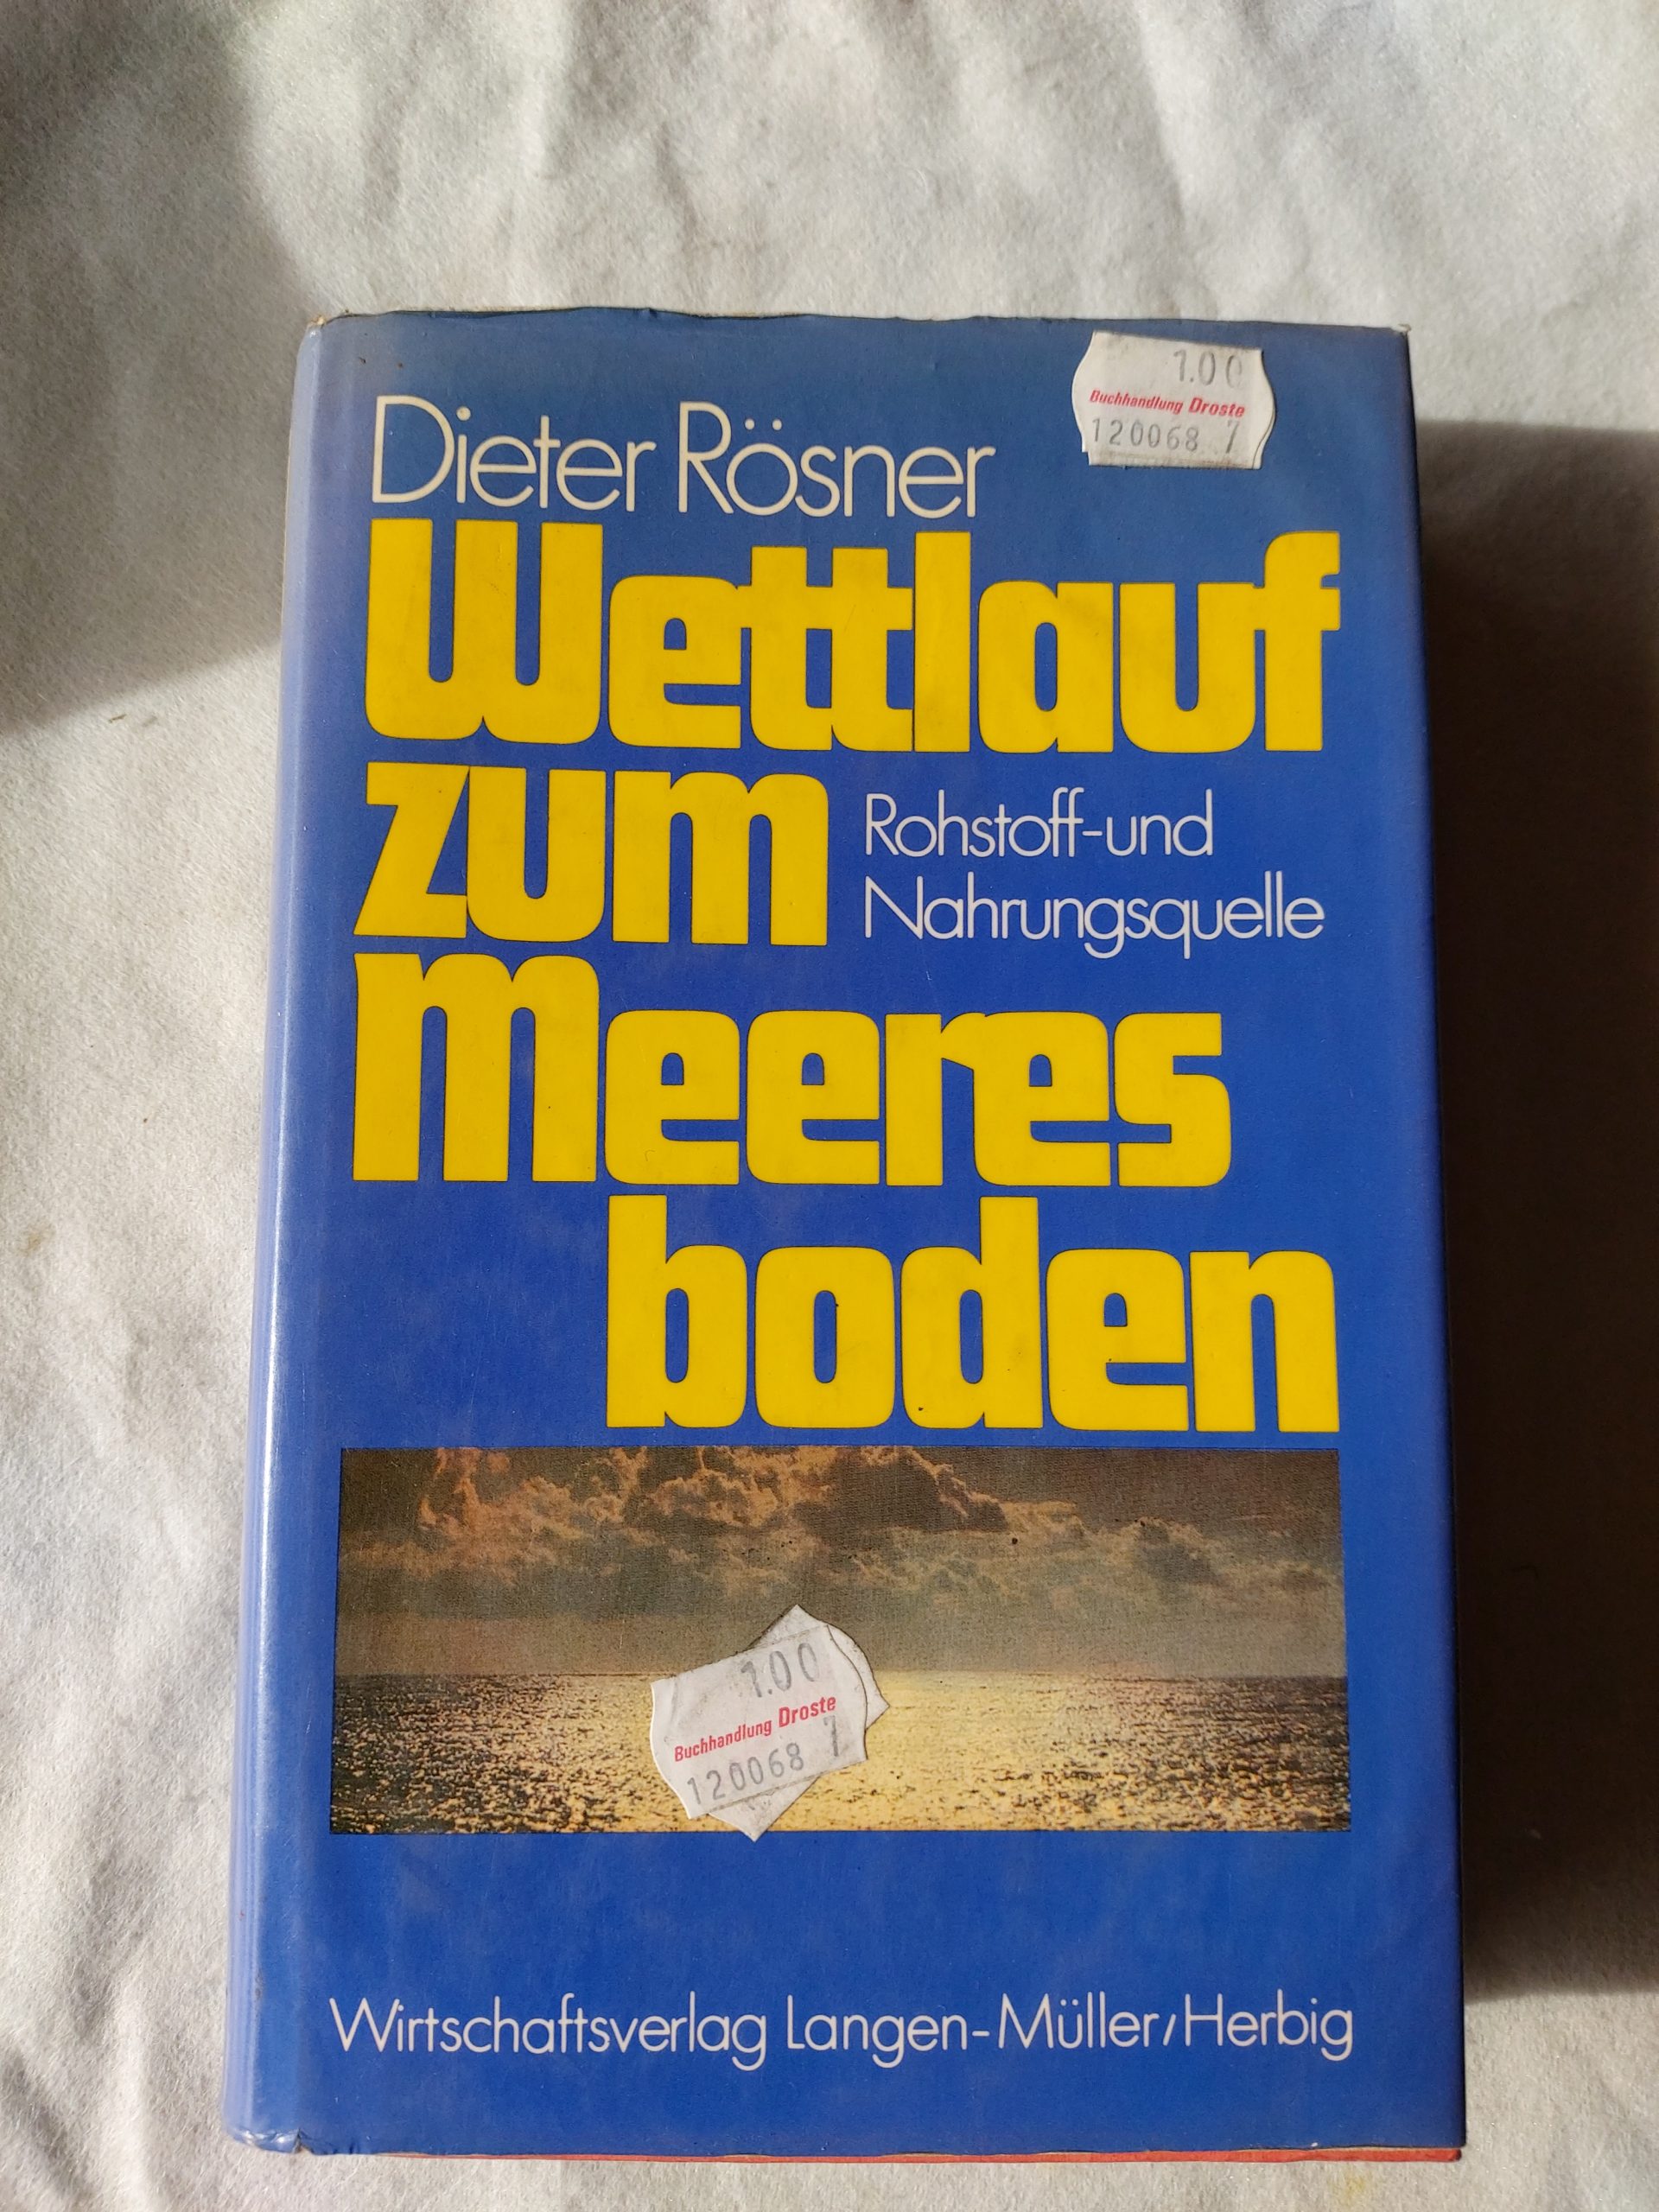 1.00
Buchhandlung Droste
120068 7
Dieter Rösner
Wettlauf
zum
Rohstoff-und
Nahrungsquelle
Meeres
boden
1.00
Buchhandlung Droste
120068 7
Wirtschaftsverlag Langen-Müller/Herbig